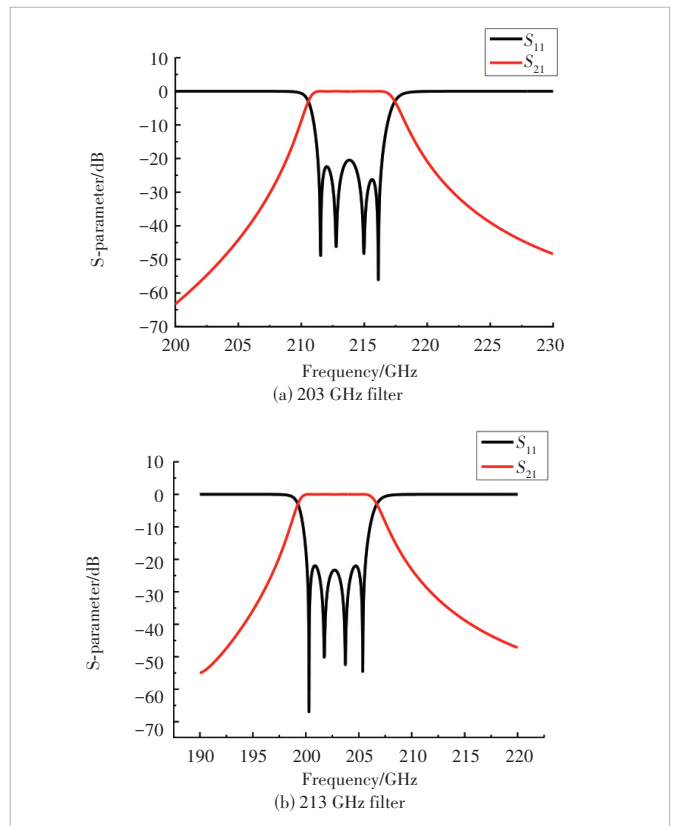 S11
S21
10
0
−10
−20
−30
−40
−50
−60
−70
S-parameter/dB
200 205 210 215 220 225 230
Frequency/GHz
(a) 203 GHz filter
S11
S21
10
0
−10
−20
−30
−40
−50
−60
−70
S-parameter/dB
190 195 200 205 210 215 220
Frequency/GHz
(b) 213 GHz filter